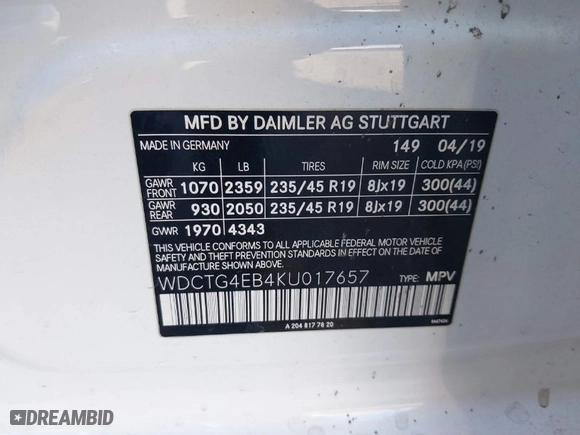 MFD BY DAIMLER AG STUTTGART
MADE IN GERMANY 149 04/19
KG LB TIRES RIM SIZE COLD KPA (PSI)
GAWR FRONT 1070 2359 235/45 R19 8Jx19 300(44)
GAWR REAR 930 2050 235/45 R19 8Jx19 300(44)
GVWR 1970 4343
THIS VEHICLE CONFORMS TO ALL APPLICABLE FEDERAL MOTOR VEHICLE
SAFETY AND THEFT PREVENTION STANDARDS IN EFFECT ON THE DATE OF
MANUFACTURE SHOWN ABOVE.
WDCTG4EB4KU017657 TYPE: MPV
A 204 817 78 20
DREAMBID